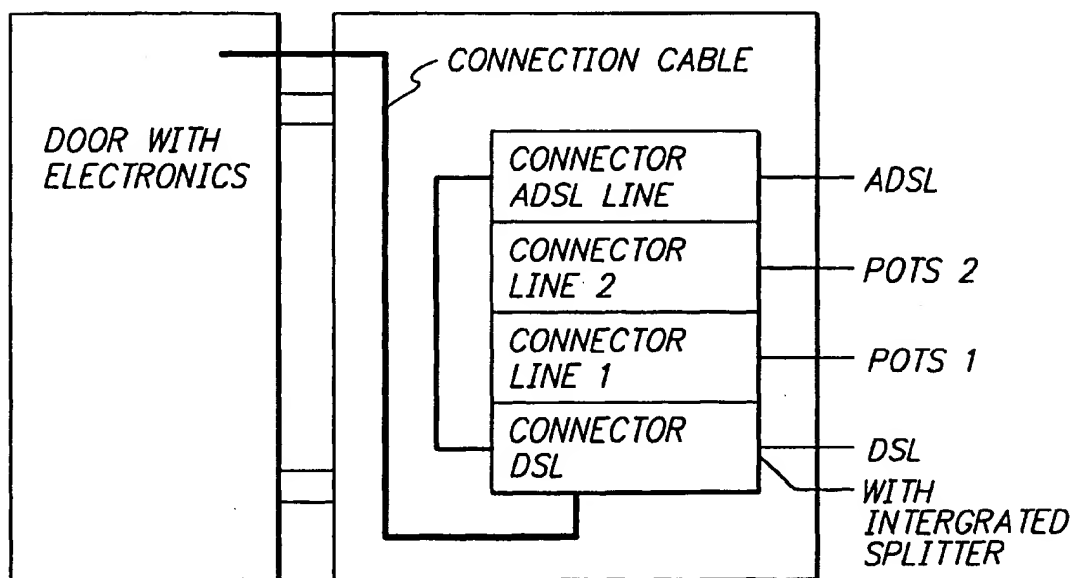 CONNECTION CABLE
DOOR WITH
ELECTRONICS
CONNECTOR
ADSL LINE
ADSL
CONNECTOR
LINE 2
POTS 2
CONNECTOR
LINE 1
POTS 1
CONNECTOR
DSL
DSL
WITH
INTERGRATED
SPLITTER